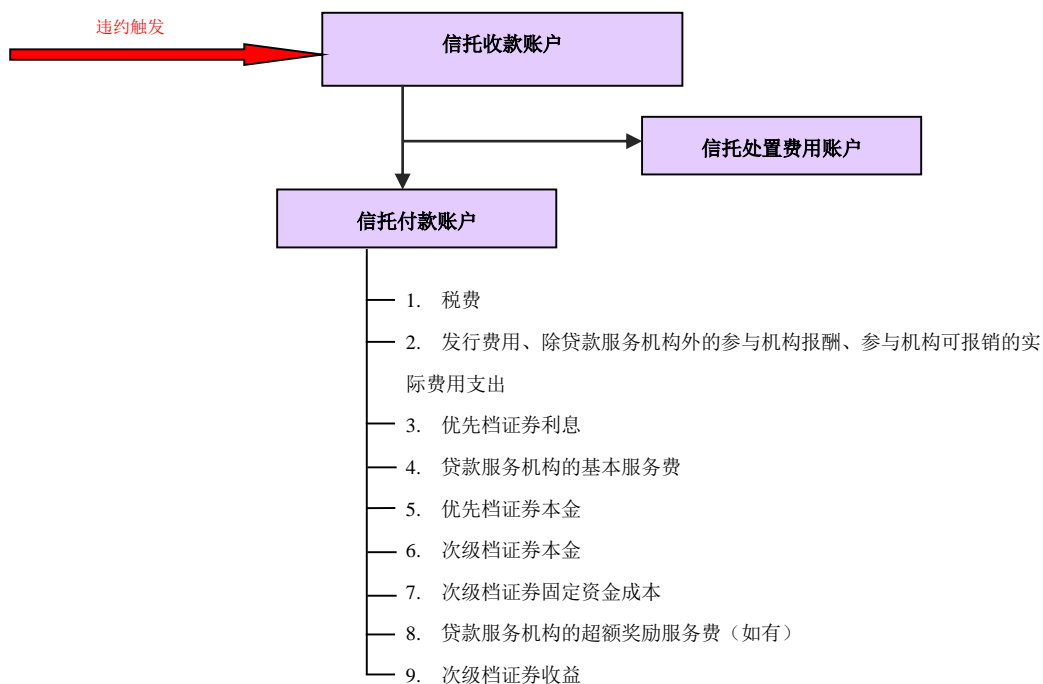 违约触发
信托收款账户
信托处置费用账户
信托付款账户
1. 税费
2. 发行费用、除贷款服务机构外的参与机构报酬、参与机构可报销的实
际费用支出
3. 优先档证券利息
4. 贷款服务机构的基本服务费
5. 优先档证券本金
6. 次级档证券本金
7. 次级档证券固定资金成本
8. 贷款服务机构的超额奖励服务费（如有）
9. 次级档证券收益